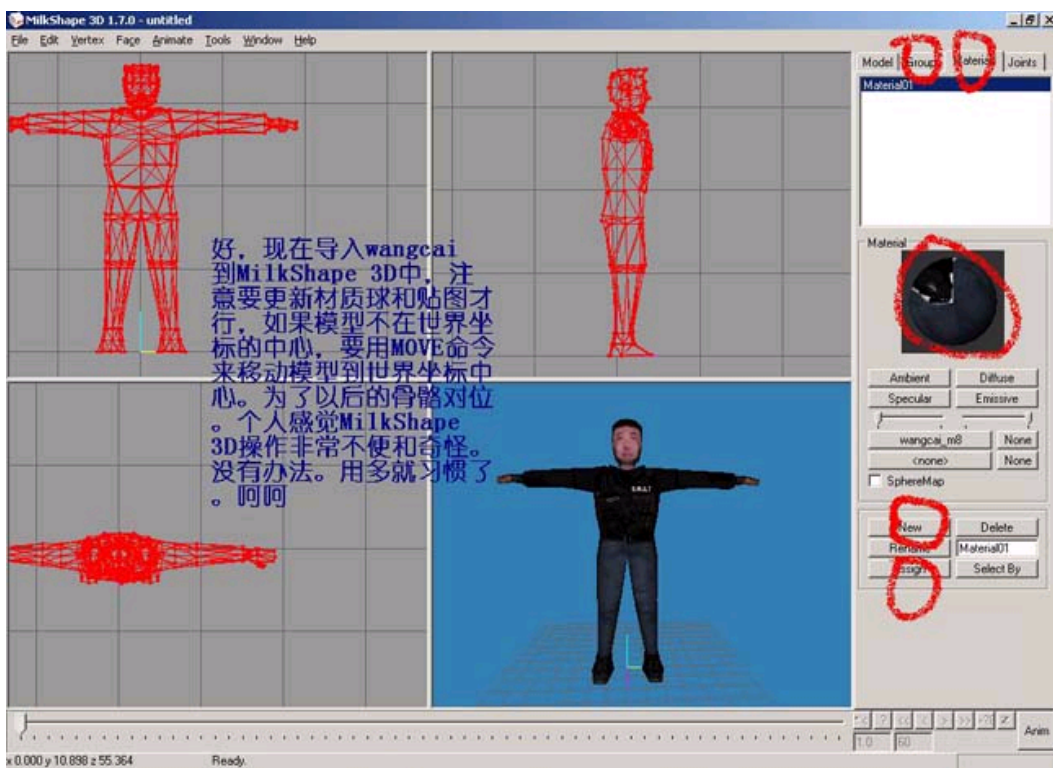 MilkShape 3D 1.7.0 - untitled
File Edit Vertex Face Animate Tools Window Help
Model Groups Materials Joints
Material01
好，现在导入wangcai
到MilkShape 3D中，注
意要更新材质球和贴图才
行，如果模型不在世界坐
标的中心，要用MOVE命令
来移动模型到世界坐标中
心。为了以后的骨骼对位
。个人感觉MilkShape
3D操作非常不便和奇怪。
没有办法。用多就习惯了
。呵呵
Material
Ambient Diffuse
Specular Emissive
wangcai_m8 None
<none> None
SphereMap
New Delete
Rename Material01
Assign Select By
1.0 60
Anim
x 0.000 y 10.898 z 55.364 Ready.